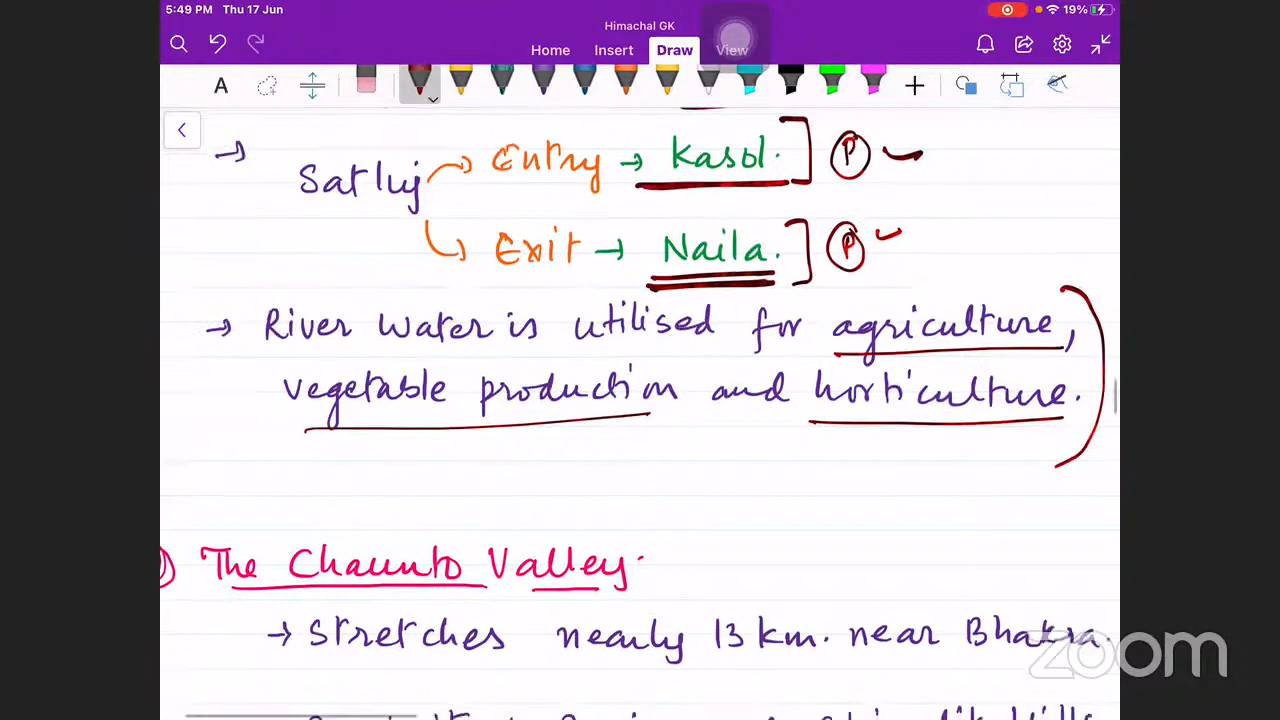 5:49 PM Thu 17 Jun
19%
Himachal GK
Home Insert Draw View
A
→ Satluj → Entry → Kasol. ] P
→ Exit → Naila. ] P
→ River Water is utilised for agriculture,
vegetable production and horticulture.
The Chaunto Valley.
→ Stretches nearly 13 km. near Bhakra.
zoom